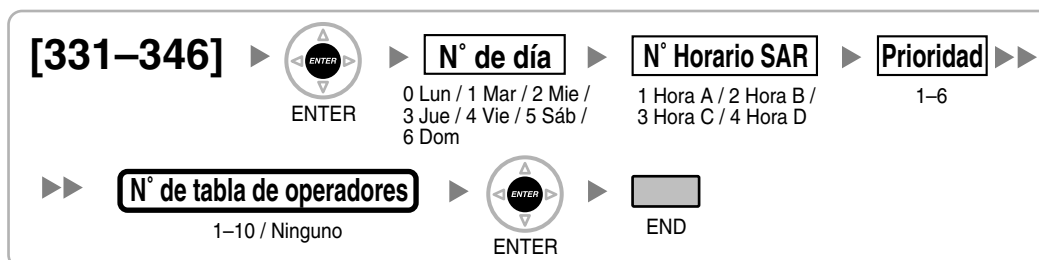 [331–346]
ENTER
ENTER
N° de día
0 Lun / 1 Mar / 2 Mie /
3 Jue / 4 Vie / 5 Sáb /
6 Dom
N° Horario SAR
1 Hora A / 2 Hora B /
3 Hora C / 4 Hora D
Prioridad
1–6
N° de tabla de operadores
1–10 / Ninguno
ENTER
ENTER
END